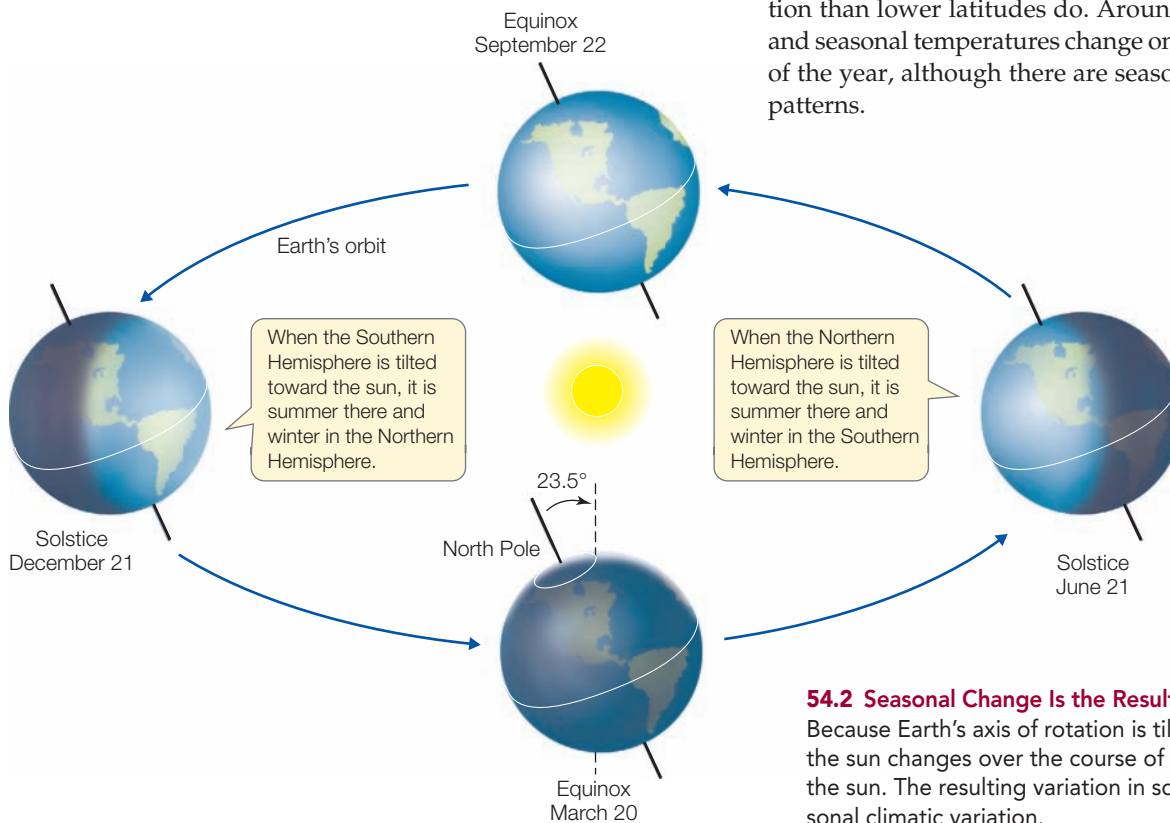 tion than lower latitudes do. Aroun
and seasonal temperatures change on
of the year, although there are seaso
patterns.
Equinox
September 22
Earth's orbit
When the Southern
Hemisphere is tilted
toward the sun, it is
summer there and
winter in the Northern
Hemisphere.
When the Northern
Hemisphere is tilted
toward the sun, it is
summer there and
winter in the Southern
Hemisphere.
23.5°
North Pole
Solstice
December 21
Solstice
June 21
Equinox
March 20
54.2 Seasonal Change Is the Result
Because Earth's axis of rotation is til
the sun changes over the course of
the sun. The resulting variation in so
sonal climatic variation.